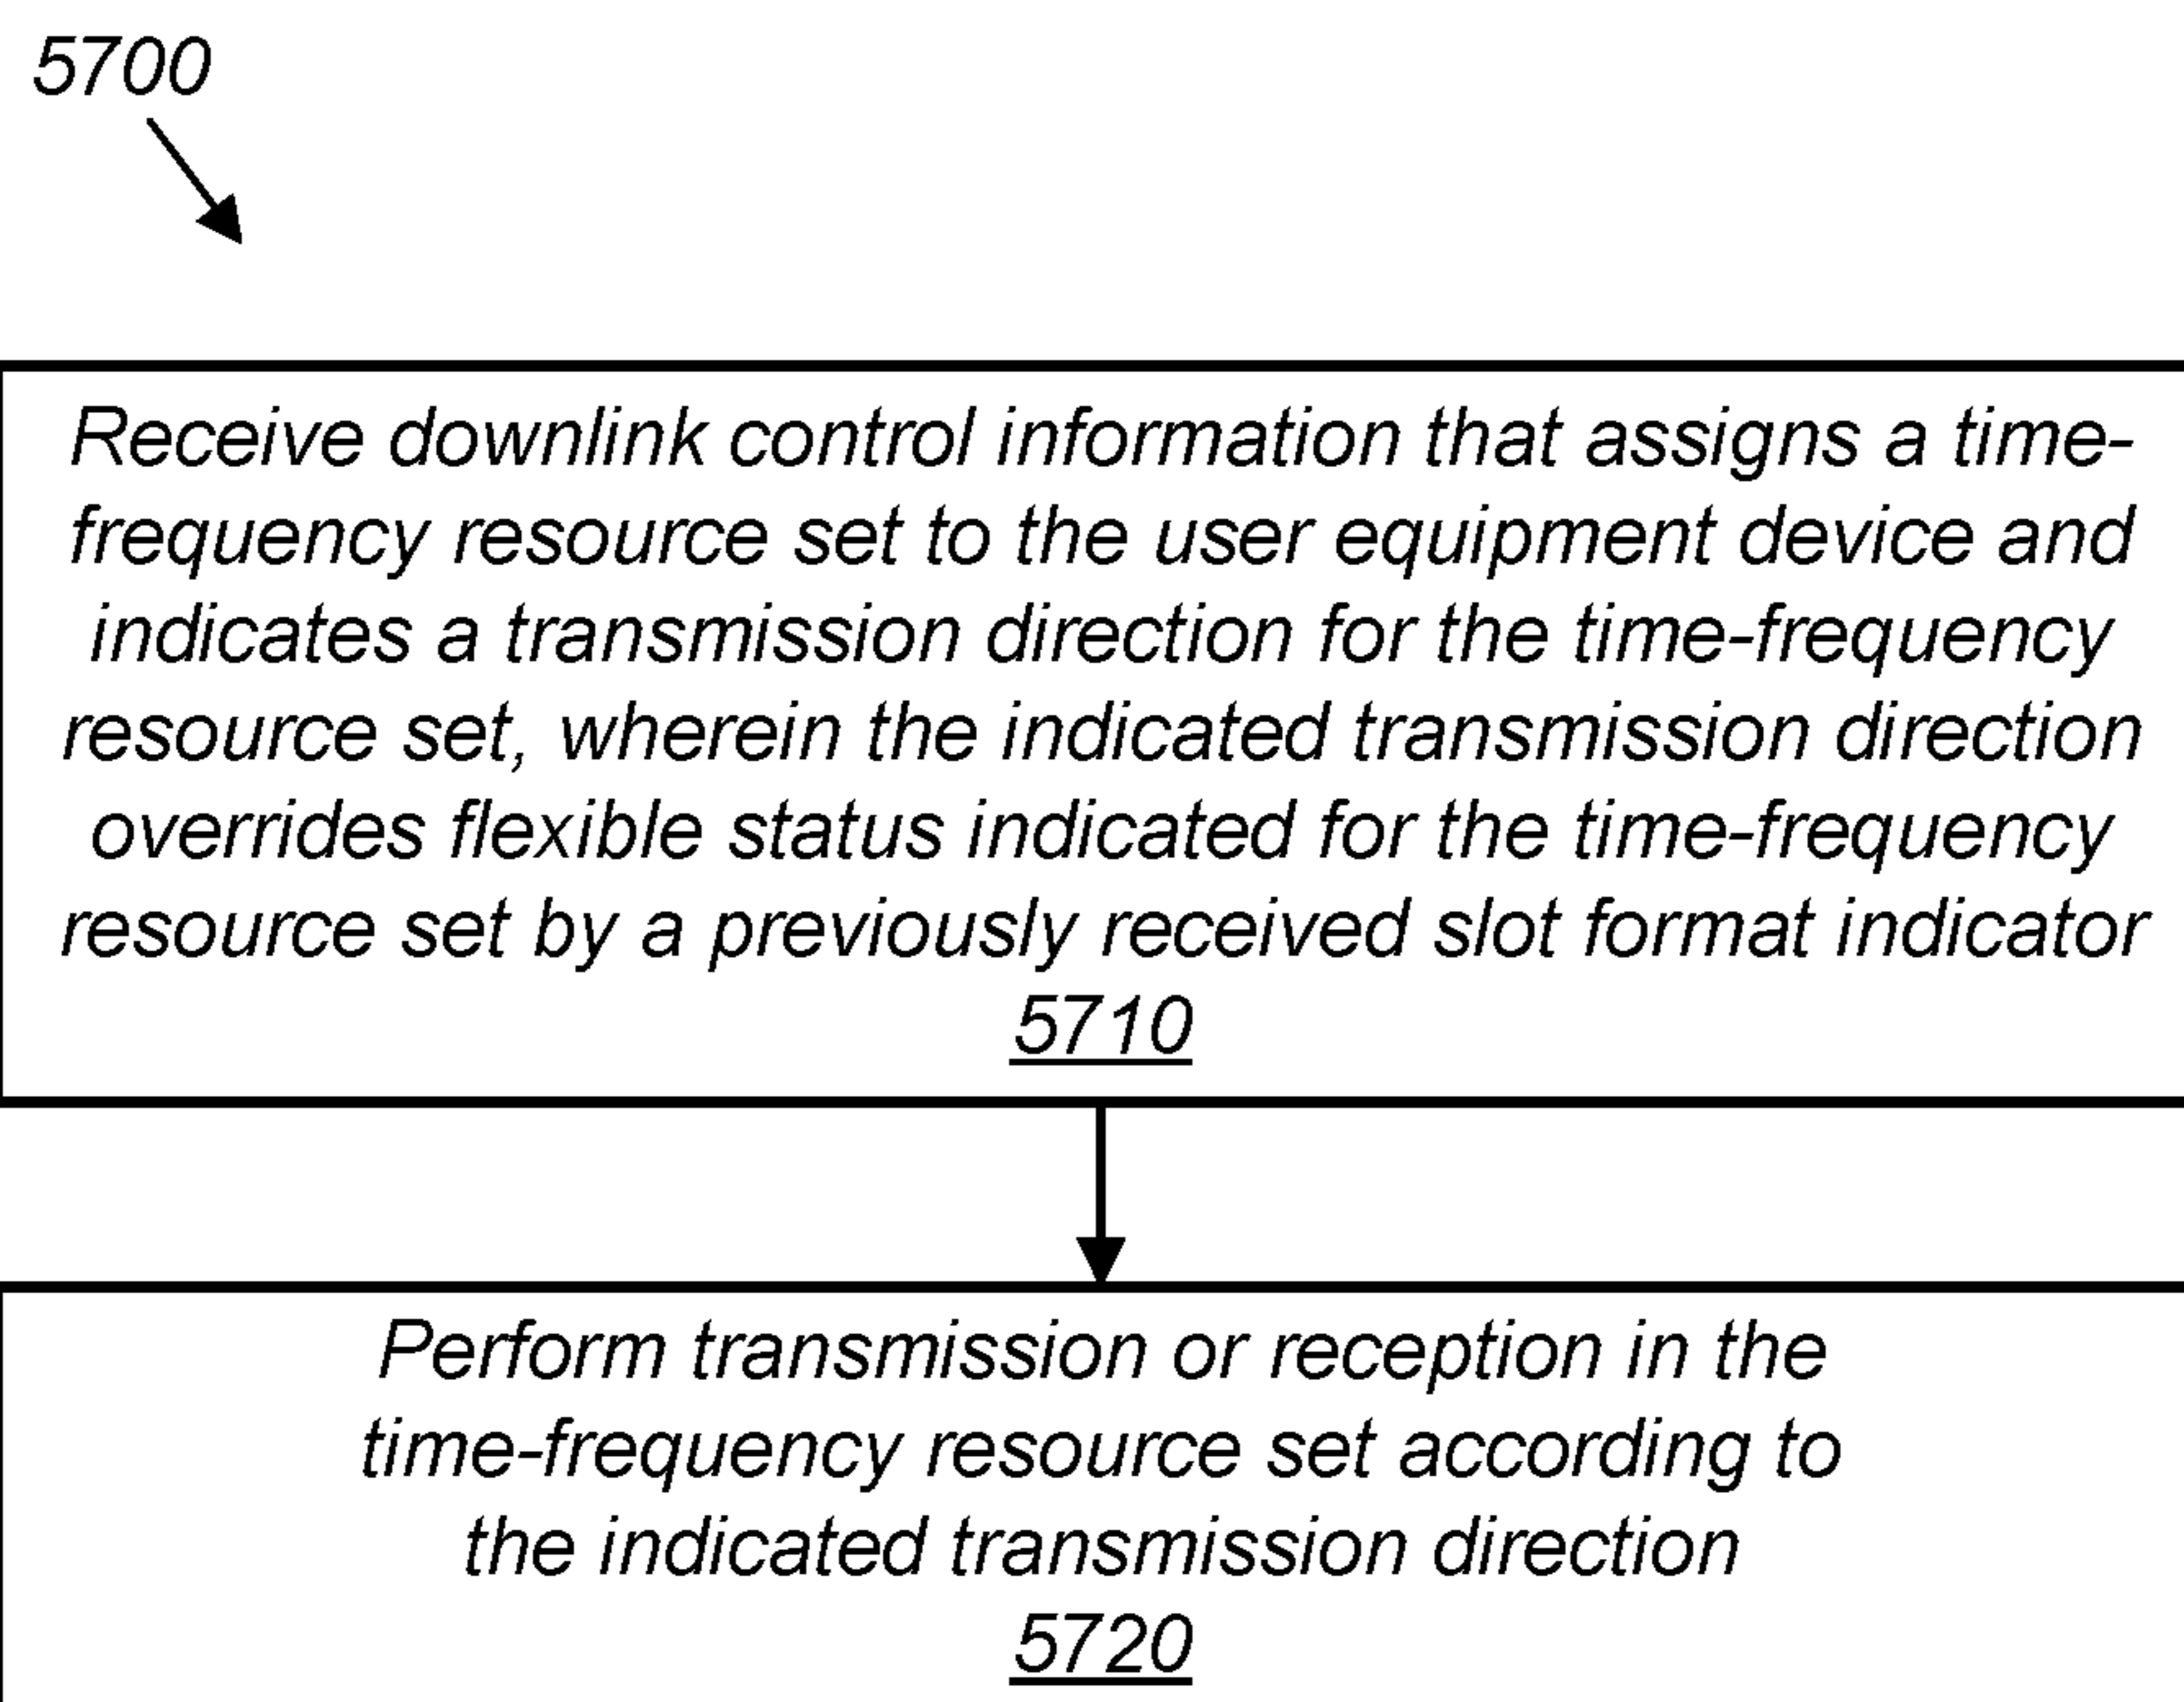 5700
Receive downlink control information that assigns a time-
frequency resource set to the user equipment device and
indicates a transmission direction for the time-frequency
resource set, wherein the indicated transmission direction
overrides flexible status indicated for the time-frequency
resource set by a previously received slot format indicator
5710
Perform transmission or reception in the
time-frequency resource set according to
the indicated transmission direction
5720